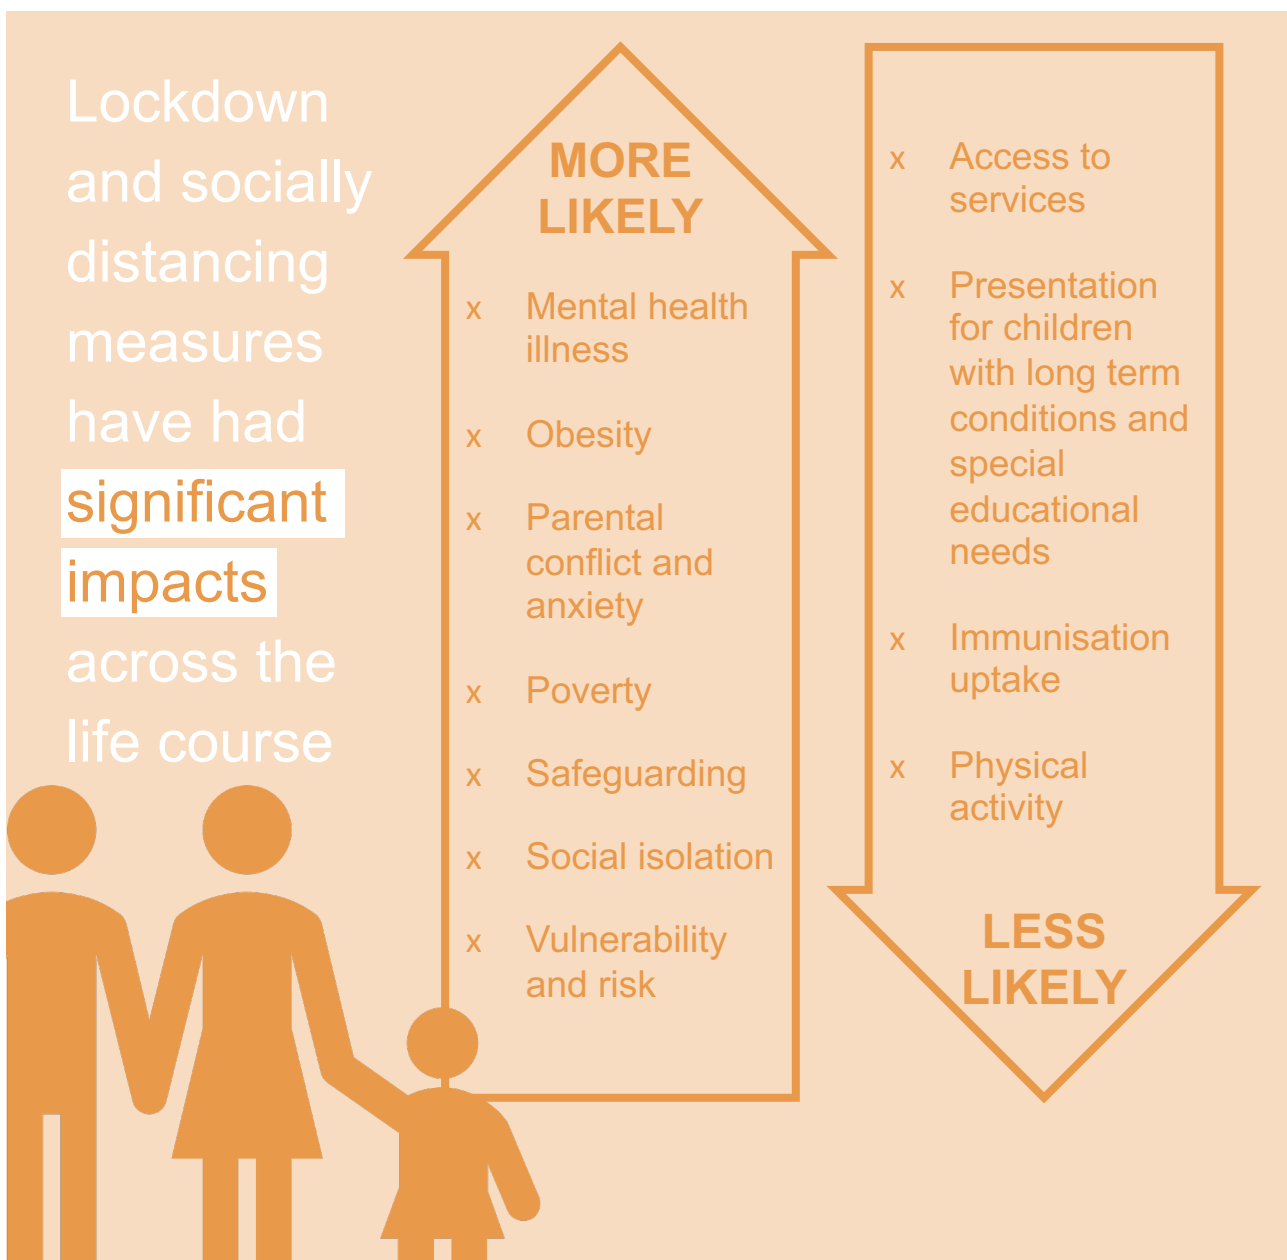 Lockdown
and socially
distancing
measures
have had
significant
impacts
across the
life course
MORE
LIKELY
x Mental health
illness
x Obesity
x Parental
conflict and
anxiety
x Poverty
x Safeguarding
x Social isolation
x Vulnerability
and risk
x Access to
services
x Presentation
for children
with long term
conditions and
special
educational
needs
x Immunisation
uptake
x Physical
activity
LESS
LIKELY